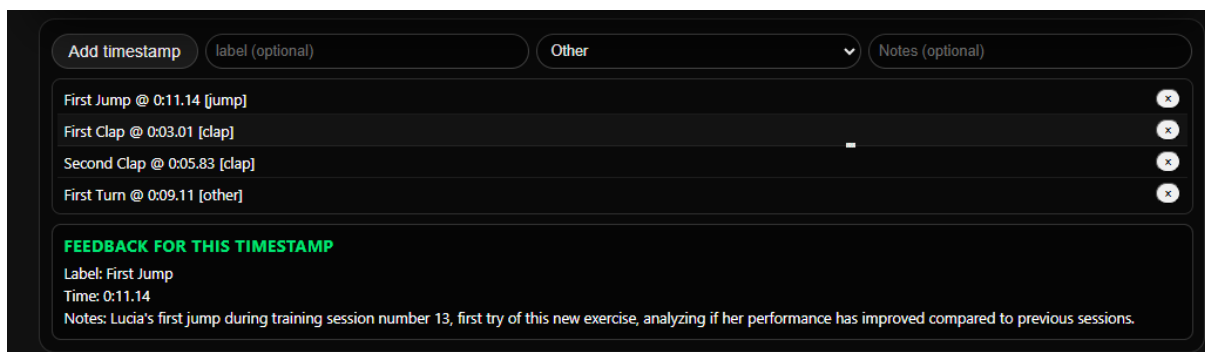 Add timestamp label (optional) Other Notes (optional)
First Jump @ 0:11.14 [jump] ×
First Clap @ 0:03.01 [clap] ×
Second Clap @ 0:05.83 [clap] ×
First Turn @ 0:09.11 [other] ×
FEEDBACK FOR THIS TIMESTAMP
Label: First Jump
Time: 0:11.14
Notes: Lucia's first jump during training session number 13, first try of this new exercise, analyzing if her performance has improved compared to previous sessions.